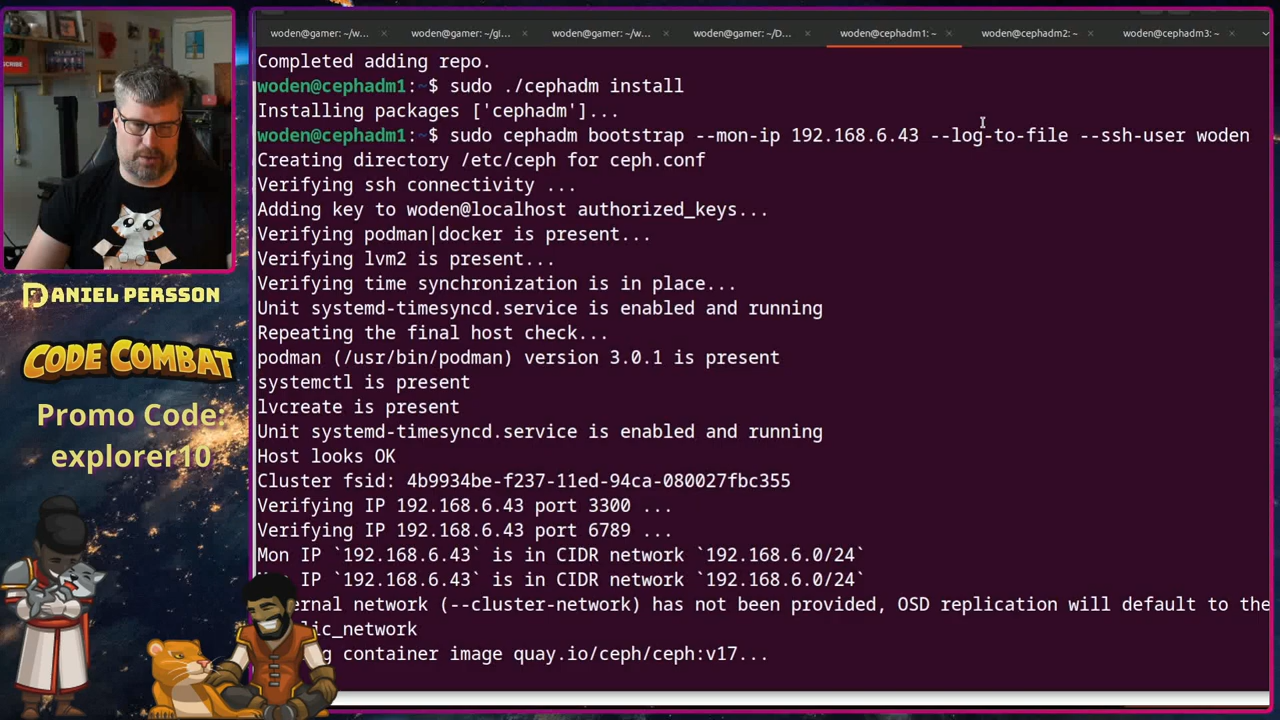 woden@gamer: ~/w...
woden@gamer: ~/gi...
woden@gamer: ~/w...
woden@gamer: ~/D...
woden@cephadm1: ~
woden@cephadm2: ~
woden@cephadm3: ~
Completed adding repo.
woden@cephadm1:~$ sudo ./cephadm install
Installing packages ['cephadm']...
woden@cephadm1:~$ sudo cephadm bootstrap --mon-ip 192.168.6.43 --log-to-file --ssh-user woden
Creating directory /etc/ceph for ceph.conf
Verifying ssh connectivity ...
Adding key to woden@localhost authorized_keys...
Verifying podman|docker is present...
Verifying lvm2 is present...
Verifying time synchronization is in place...
Unit systemd-timesyncd.service is enabled and running
Repeating the final host check...
podman (/usr/bin/podman) version 3.0.1 is present
systemctl is present
lvcreate is present
Unit systemd-timesyncd.service is enabled and running
Host looks OK
Cluster fsid: 4b9934be-f237-11ed-94ca-080027fbc355
Verifying IP 192.168.6.43 port 3300 ...
Verifying IP 192.168.6.43 port 6789 ...
Mon IP `192.168.6.43` is in CIDR network `192.168.6.0/24`
IP `192.168.6.43` is in CIDR network `192.168.6.0/24`
ernal network (--cluster-network) has not been provided, OSD replication will default to the
lic_network
g container image quay.io/ceph/ceph:v17...
DANIEL PERSSON
CODE COMBAT
Promo Code:
explorer10